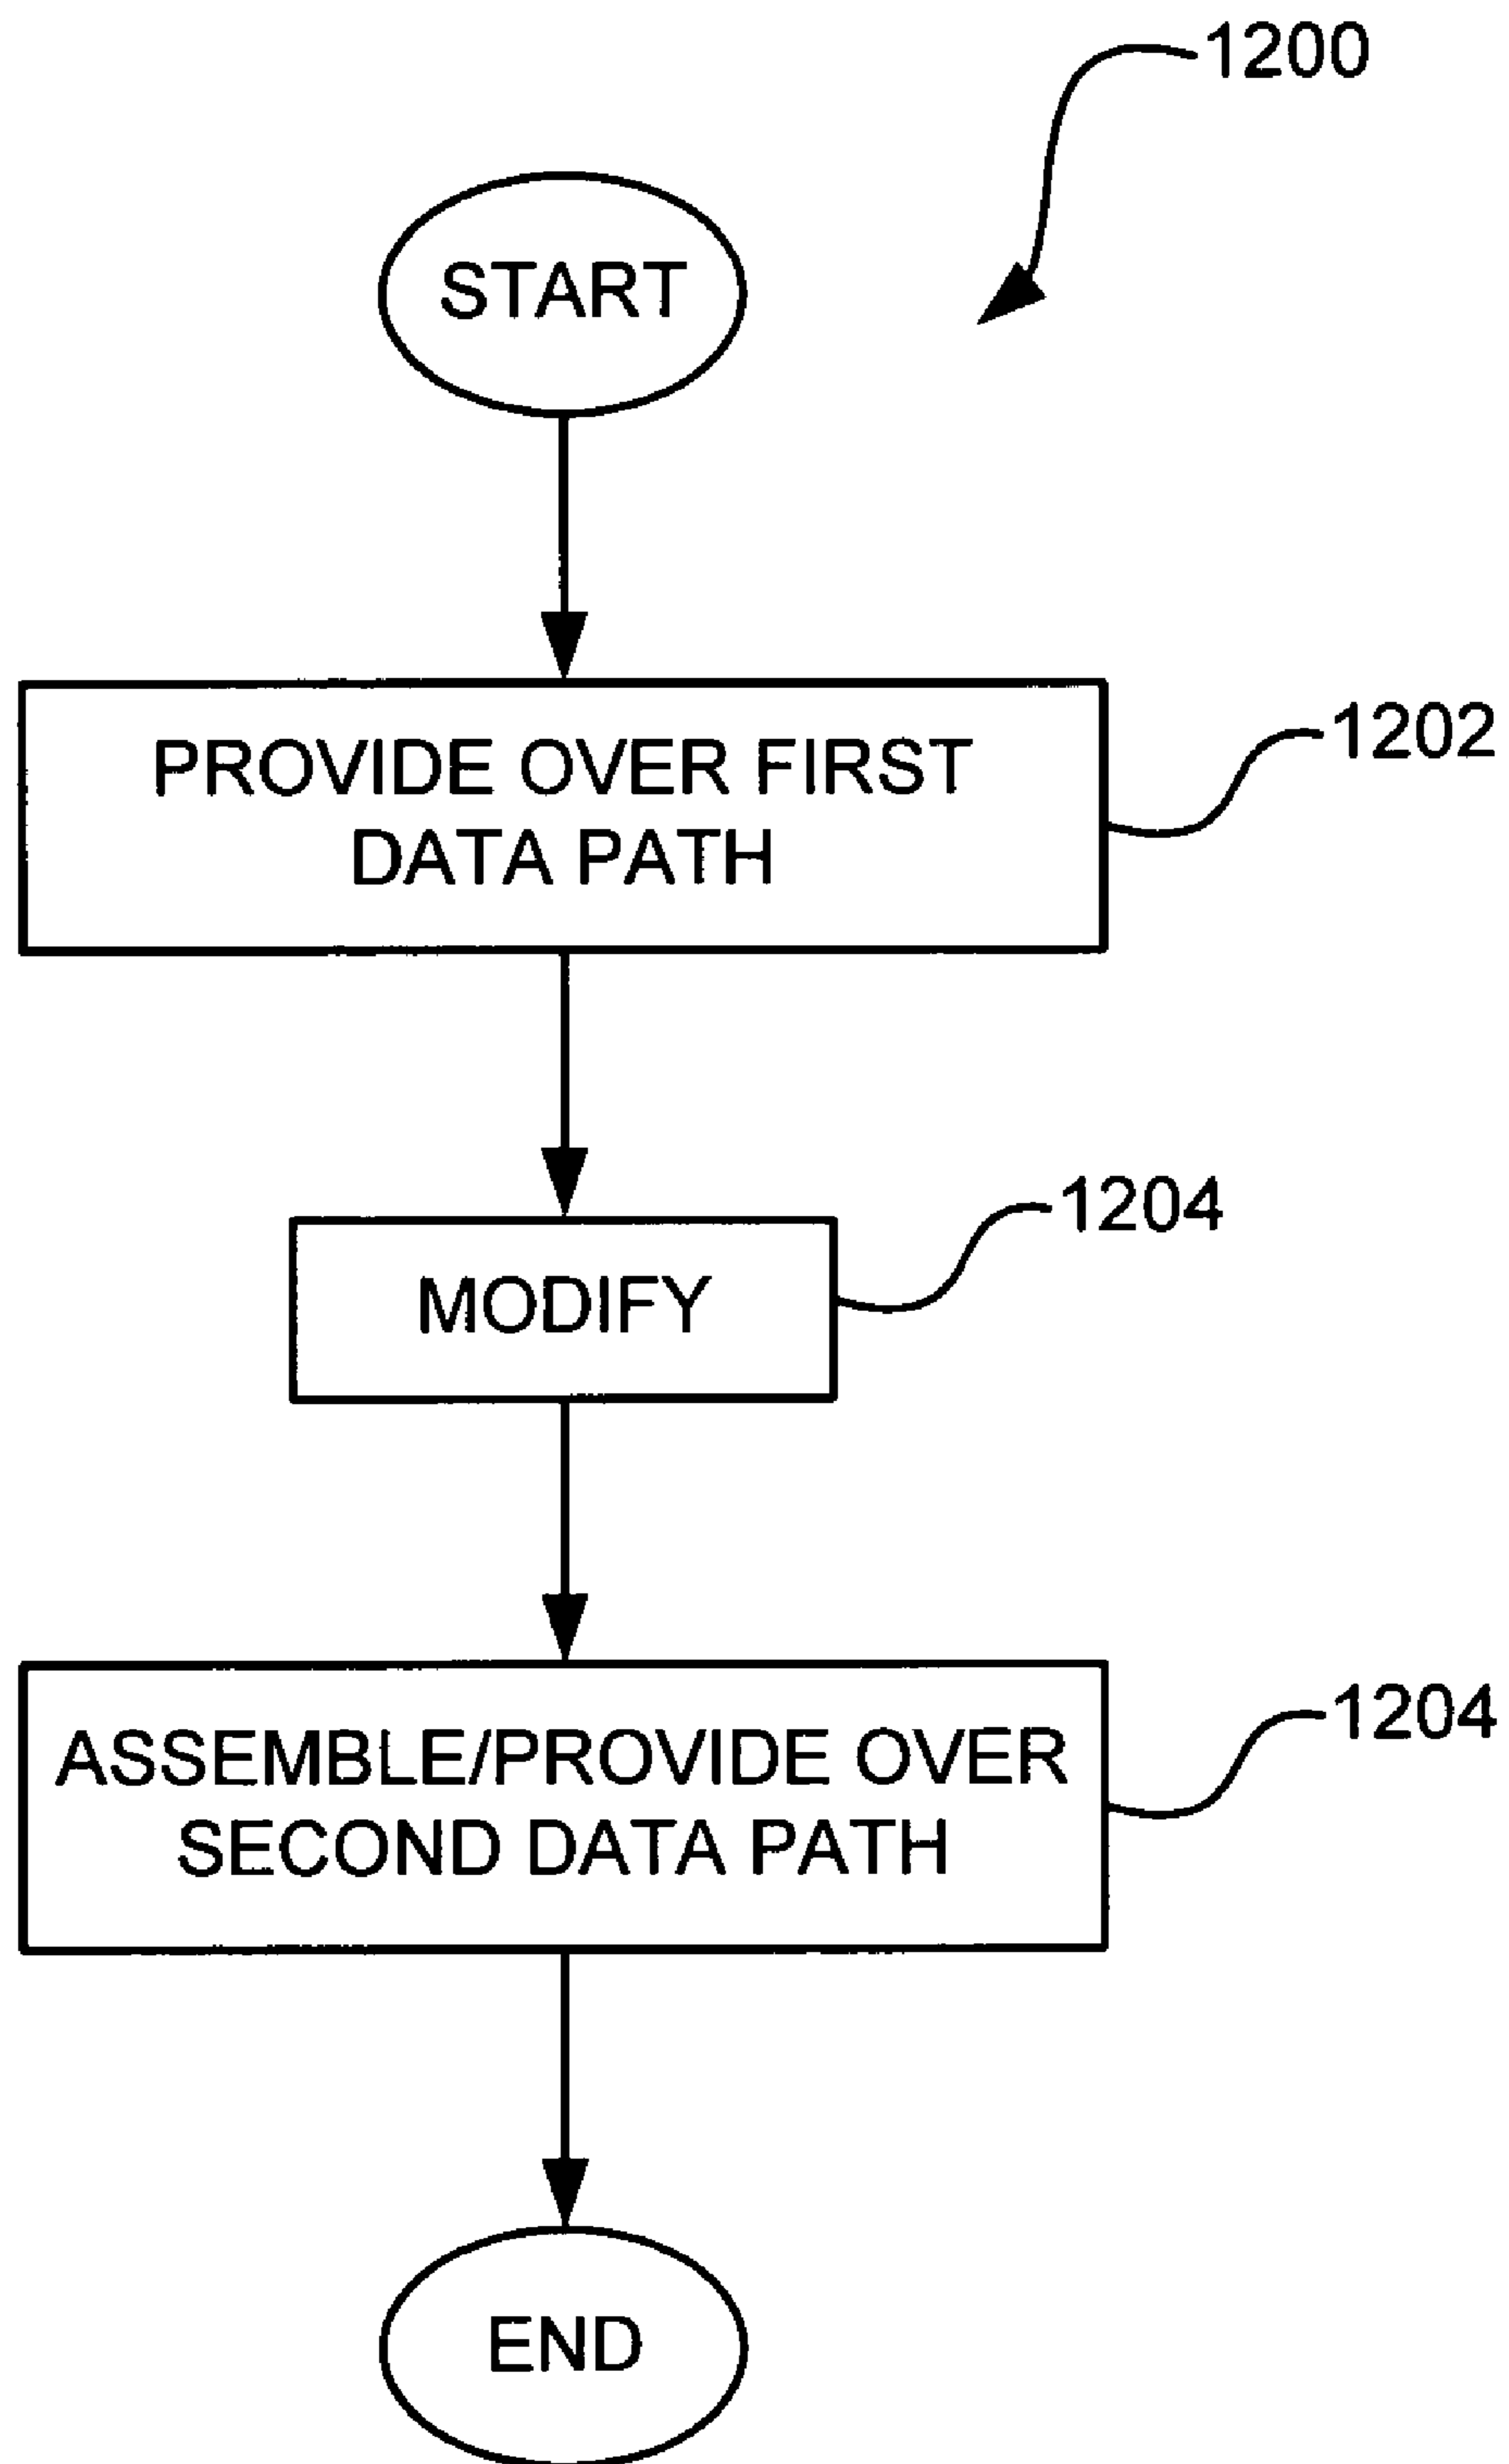 1200
START
PROVIDE OVER FIRST
DATA PATH
1202
MODIFY
1204
ASSEMBLE/PROVIDE OVER
SECOND DATA PATH
1204
END